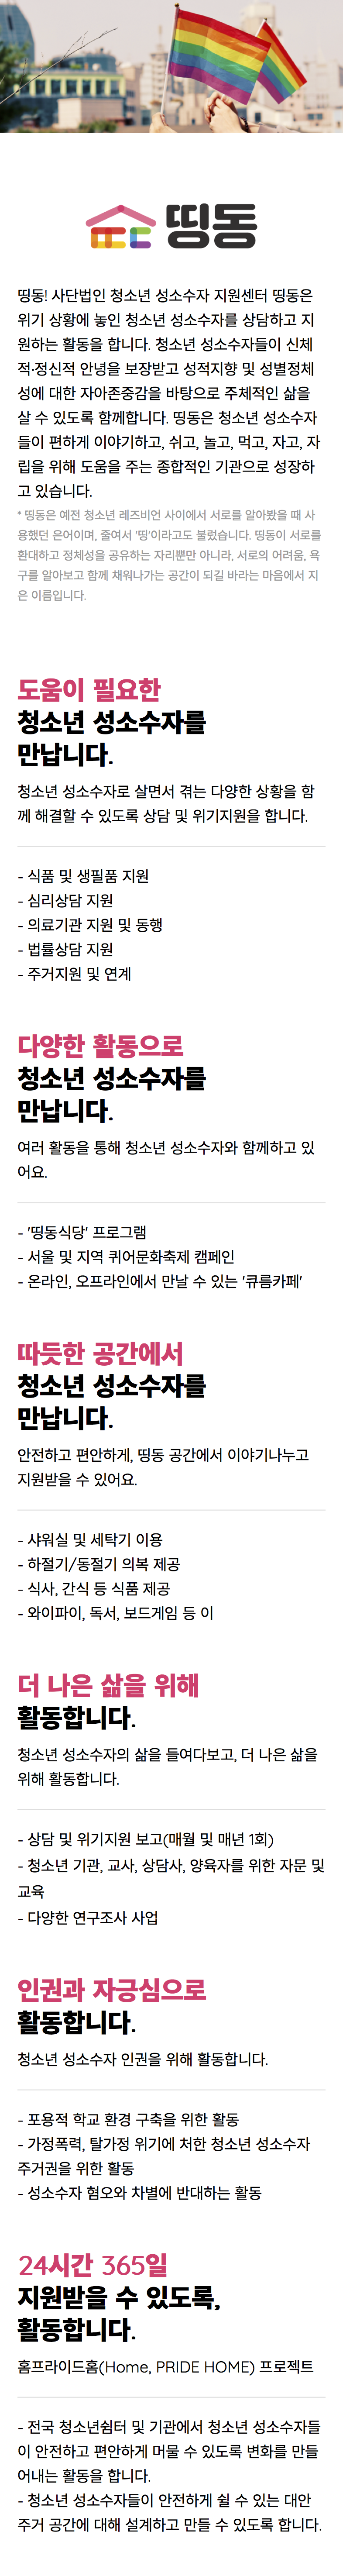 띵동
띵동! 사단법인 청소년 성소수자 지원센터 띵동은
위기 상황에 놓인 청소년 성소수자를 상담하고 지
원하는 활동을 합니다. 청소년 성소수자들이 신체
적·정신적 안녕을 보장받고 성적지향 및 성별정체
성에 대한 자아존중감을 바탕으로 주체적인 삶을
살 수 있도록 함께합니다. 띵동은 청소년 성소수자
들이 편하게 이야기하고, 쉬고, 놀고, 먹고, 자고, 자
립을 위해 도움을 주는 종합적인 기관으로 성장하
고 있습니다.
* 띵동은 예전 청소년 레즈비언 사이에서 서로를 알아봤을 때 사
용했던 은어이며, 줄여서 '띵'이라고도 불렀습니다. 띵동이 서로를
환대하고 정체성을 공유하는 자리뿐만 아니라, 서로의 어려움, 욕
구를 알아보고 함께 채워나가는 공간이 되길 바라는 마음에서 지
은 이름입니다.
도움이 필요한
청소년 성소수자를
만납니다.
청소년 성소수자로 살면서 겪는 다양한 상황을 함
께 해결할 수 있도록 상담 및 위기지원을 합니다.
- 식품 및 생필품 지원
- 심리상담 지원
- 의료기관 지원 및 동행
- 법률상담 지원
- 주거지원 및 연계
다양한 활동으로
청소년 성소수자를
만납니다.
여러 활동을 통해 청소년 성소수자와 함께하고 있
어요.
- '띵동식당' 프로그램
- 서울 및 지역 퀴어문화축제 캠페인
- 온라인, 오프라인에서 만날 수 있는 '큐름카페'
따듯한 공간에서
청소년 성소수자를
만납니다.
안전하고 편안하게, 띵동 공간에서 이야기나누고
지원받을 수 있어요.
- 샤워실 및 세탁기 이용
- 하절기/동절기 의복 제공
- 식사, 간식 등 식품 제공
- 와이파이, 독서, 보드게임 등 이
더 나은 삶을 위해
활동합니다.
청소년 성소수자의 삶을 들여다보고, 더 나은 삶을
위해 활동합니다.
- 상담 및 위기지원 보고(매월 및 매년 1회)
- 청소년 기관, 교사, 상담사, 양육자를 위한 자문 및
교육
- 다양한 연구조사 사업
인권과 자긍심으로
활동합니다.
청소년 성소수자 인권을 위해 활동합니다.
- 포용적 학교 환경 구축을 위한 활동
- 가정폭력, 탈가정 위기에 처한 청소년 성소수자
주거권을 위한 활동
- 성소수자 혐오와 차별에 반대하는 활동
24시간 365일
지원받을 수 있도록,
활동합니다.
홈프라이드홈(Home, PRIDE HOME) 프로젝트
- 전국 청소년쉼터 및 기관에서 청소년 성소수자들
이 안전하고 편안하게 머물 수 있도록 변화를 만들
어내는 활동을 합니다.
- 청소년 성소수자들이 안전하게 쉴 수 있는 대안
주거 공간에 대해 설계하고 만들 수 있도록 합니다.